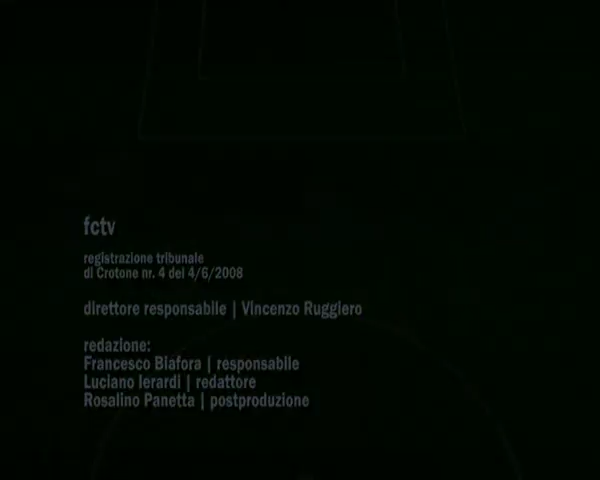 fctv
registrazione tribunale
di Crotone nr. 4 del 4/6/2008
direttore responsabile | Vincenzo Ruggiero
redazione:
Francesco Biafora | responsabile
Luciano Ierardi | redattore
Rosalino Panetta | postproduzione